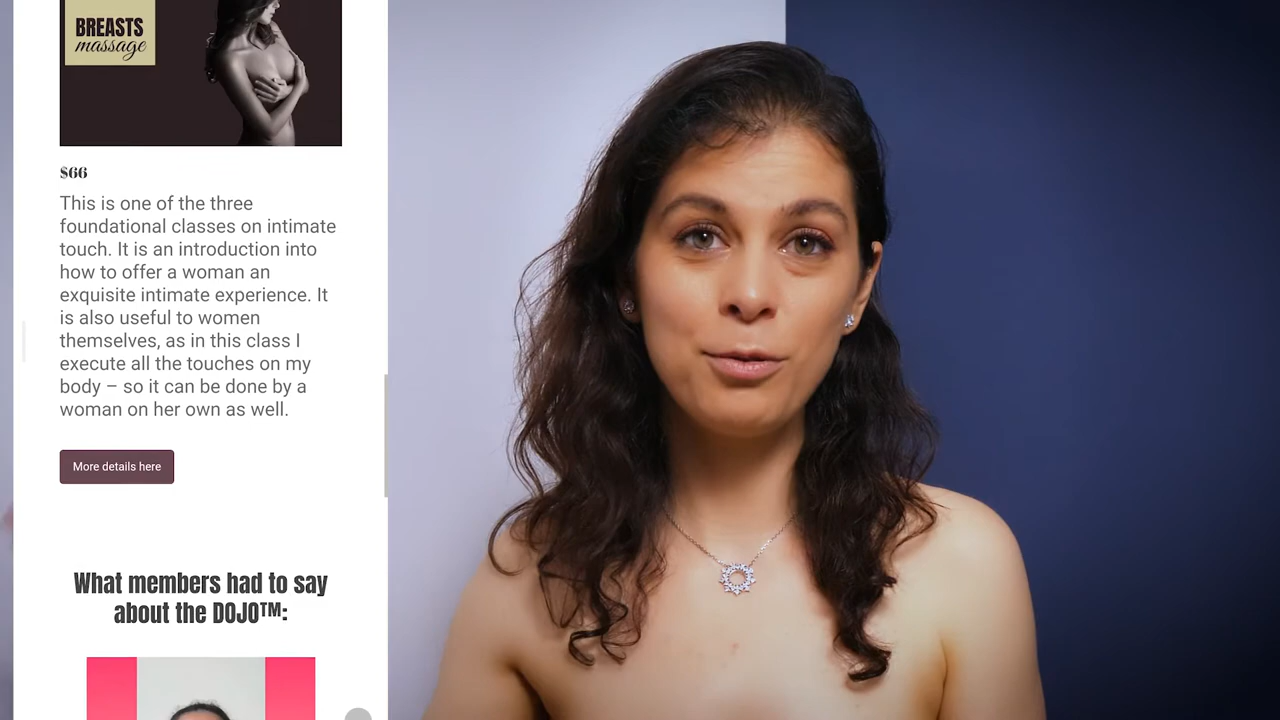 BREASTS
massage
$66
This is one of the three
foundational classes on intimate
touch. It is an introduction into
how to offer a woman an
exquisite intimate experience. It
is also useful to women
themselves, as in this class I
execute all the touches on my
body – so it can be done by a
woman on her own as well.
More details here
What members had to say
about the DOJO™: